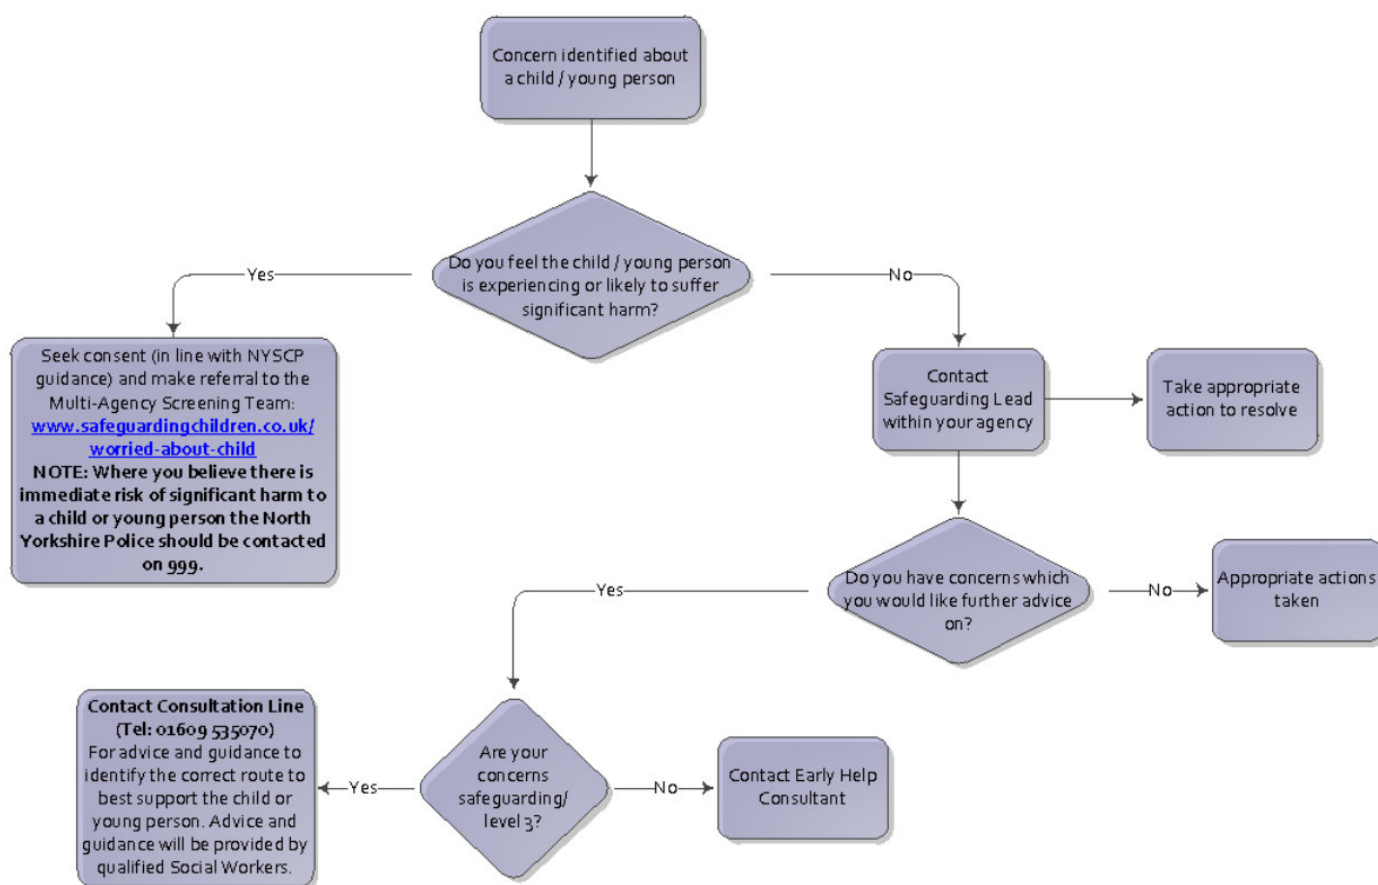 Concern identified about
a child / young person
Do you feel the child / young person
is experiencing or likely to suffer
significant harm?
Yes
No
Seek consent (in line with NYSCP
guidance) and make referral to the
Multi-Agency Screening Team:
www.safeguardingchildren.co.uk/
worried-about-child
NOTE: Where you believe there is
immediate risk of significant harm to
a child or young person the North
Yorkshire Police should be contacted
on 999.
Contact
Safeguarding Lead
within your agency
Take appropriate
action to resolve
Do you have concerns which
you would like further advice
on?
Yes
No
Appropriate actions
taken
Are your
concerns
safeguarding/
level 3?
Yes
No
Contact Consultation Line
(Tel: 01609 535070)
For advice and guidance to
identify the correct route to
best support the child or
young person. Advice and
guidance will be provided by
qualified Social Workers.
Contact Early Help
Consultant